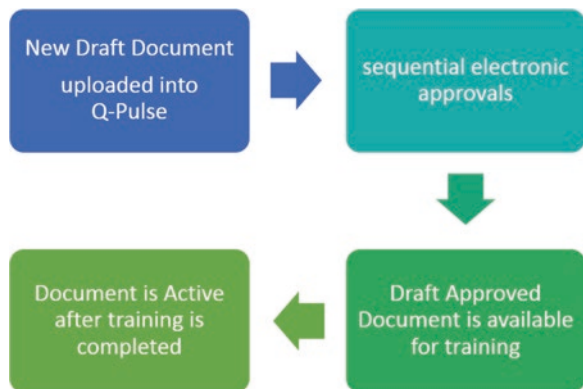 New Draft Document
uploaded into
Q-Pulse
sequential electronic
approvals
Draft Approved
Document is available
for training
Document is Active
after training is
completed